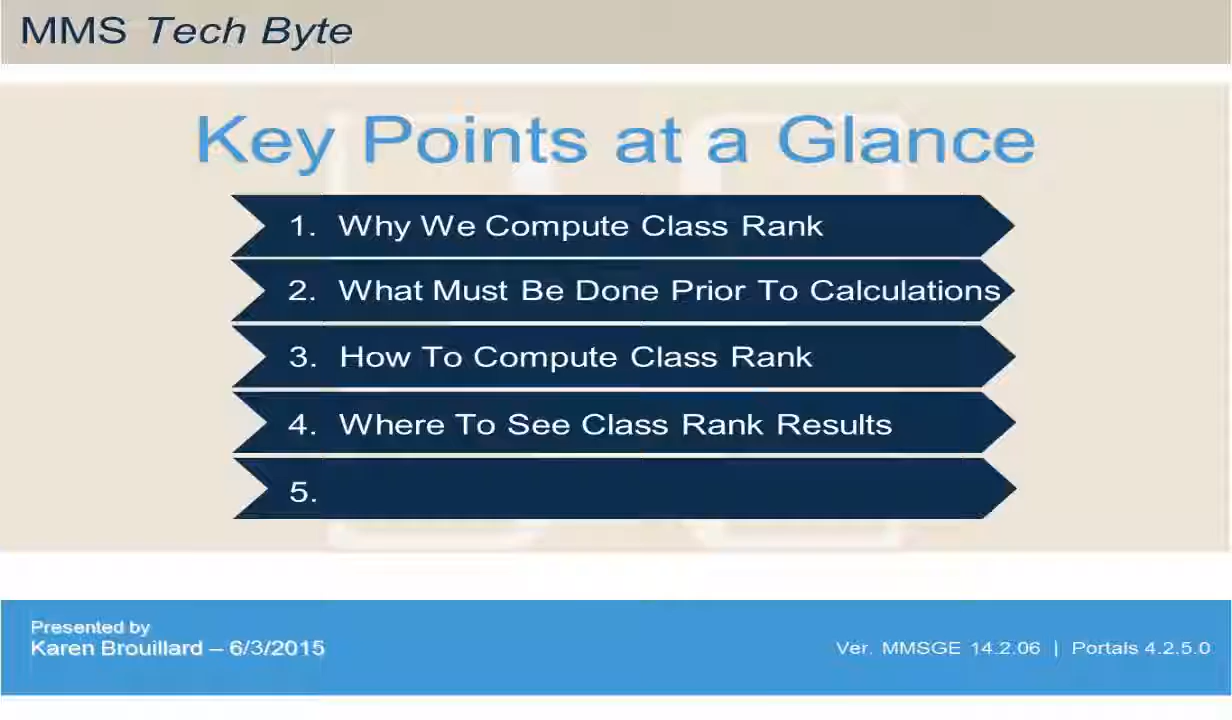 MMS Tech Byte
Key Points at a Glance
1. Why We Compute Class Rank
2. What Must Be Done Prior To Calculations
3. How To Compute Class Rank
4. Where To See Class Rank Results
5.
Presented by
Karen Brouillard – 6/3/2015
Ver. MMSGE 14.2.06 | Portals 4.2.5.0